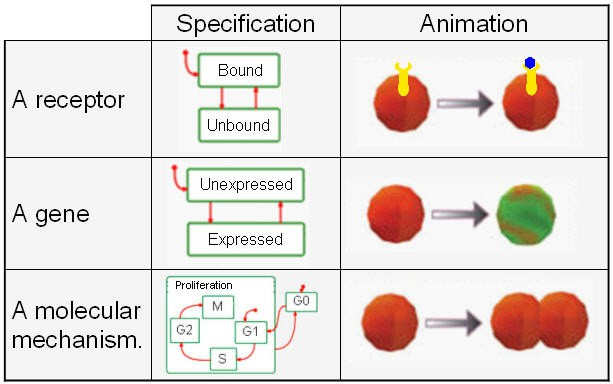 Specification
Animation
A receptor
Bound
Unbound
A gene
Unexpressed
Expressed
A molecular
mechanism.
Proliferation
M
G0
G2
G1
S